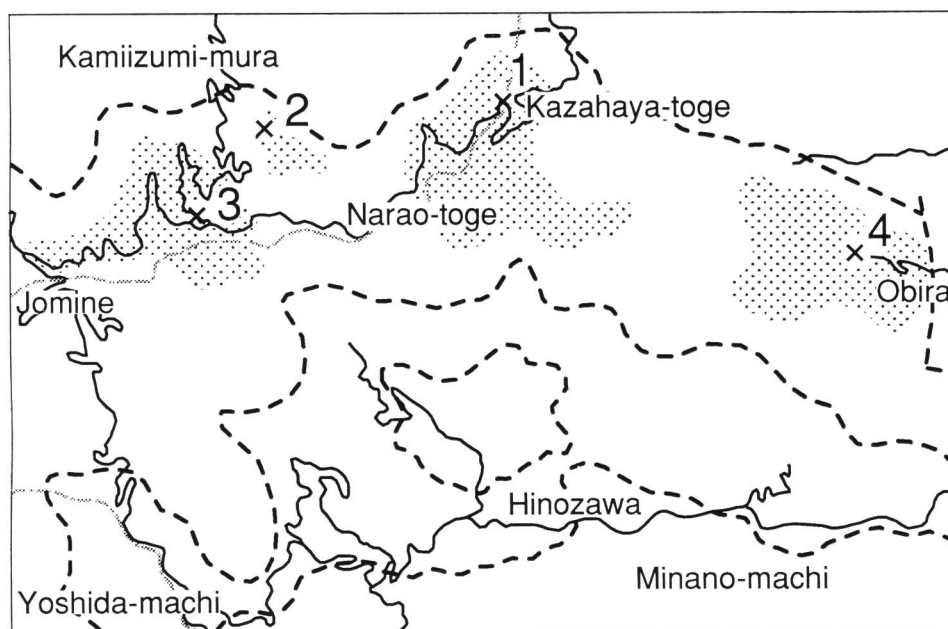 Kamiizumi-mura
1
2
Kazahaya-toge
3
Narao-toge
4
Jomine
Obira
Hinozawa
Minano-machi
Yoshida-machi